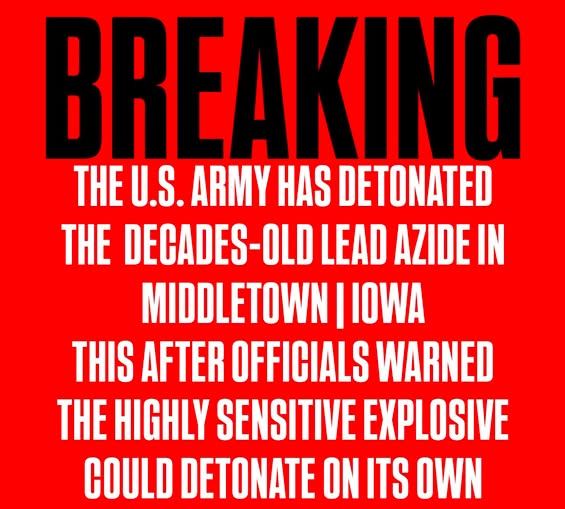 BREAKING
THE U.S. ARMY HAS DETONATED
THE DECADES-OLD LEAD AZIDE IN
MIDDLETOWN | IOWA
THIS AFTER OFFICIALS WARNED
THE HIGHLY SENSITIVE EXPLOSIVE
COULD DETONATE ON ITS OWN